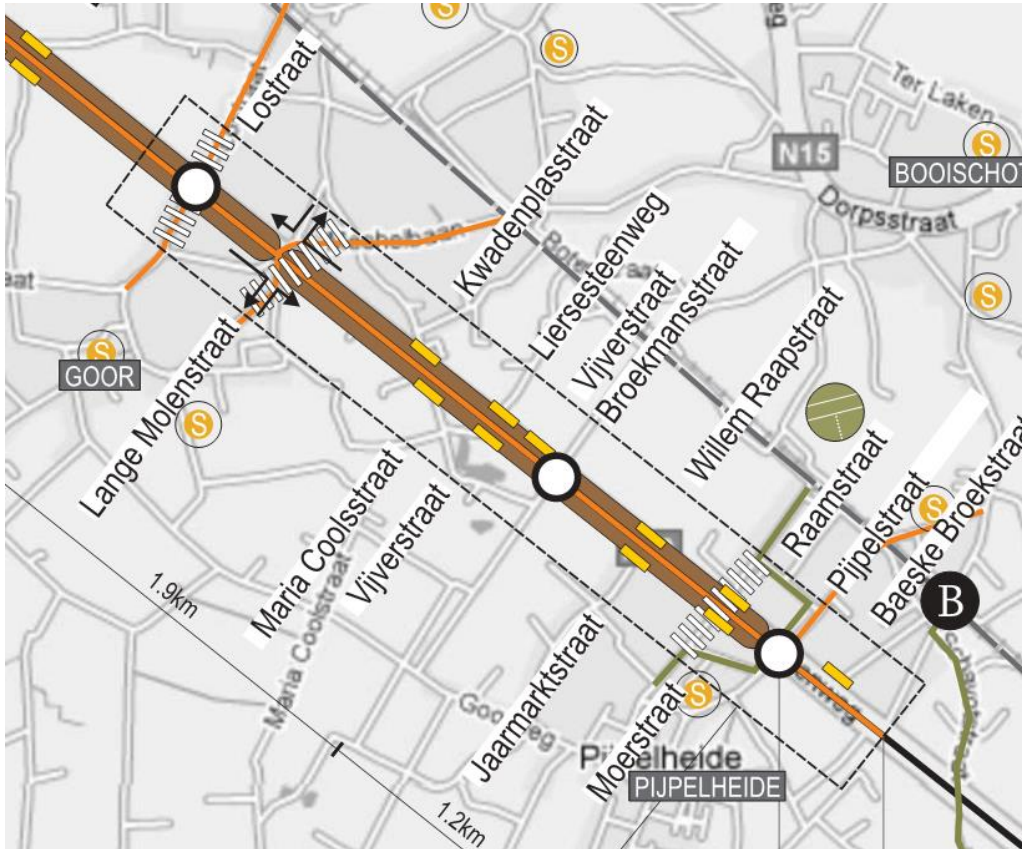 S
Lostraat
S
Ter Laken
S
N15
BOOISCHOT
Dorpsstraat
Kwadenplasstraat
Liersesteenweg
Vijverstraat
Broekmansstraat
S
Lange Molenstraat
S
GOOR
S
Willem Raapstraat
Raamstraat
Pijpelstraat
S
Baeske Broekstraat
Maria Coolsstraat
Vijverstraat
1.9km
Maria Coolstraat
B
Jaarmarktstraat
Moerstraat
S
Pijpelheide
PIJPELHEIDE
1.2km